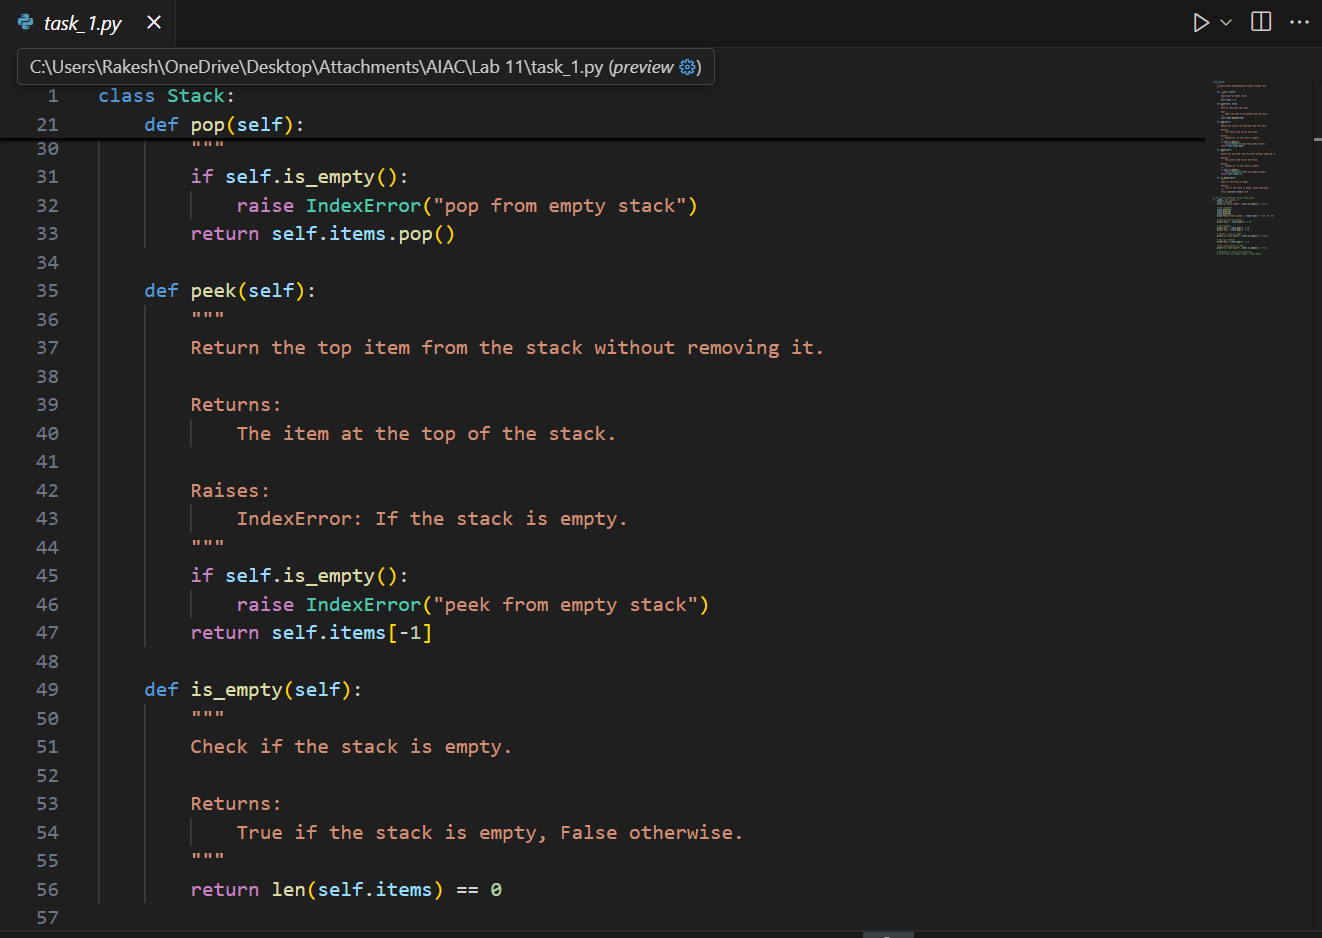 task_1.py
C:\Users\Rakesh\OneDrive\Desktop\Attachments\AIAC\Lab 11\task_1.py (preview ⚙)
1 class Stack:
21     def pop(self):
30         """
31         if self.is_empty():
32             raise IndexError("pop from empty stack")
33         return self.items.pop()
34
35     def peek(self):
36         """
37         Return the top item from the stack without removing it.
38
39         Returns:
40             The item at the top of the stack.
41
42         Raises:
43             IndexError: If the stack is empty.
44         """
45         if self.is_empty():
46             raise IndexError("peek from empty stack")
47         return self.items[-1]
48
49     def is_empty(self):
50         """
51         Check if the stack is empty.
52
53         Returns:
54             True if the stack is empty, False otherwise.
55         """
56         return len(self.items) == 0
57